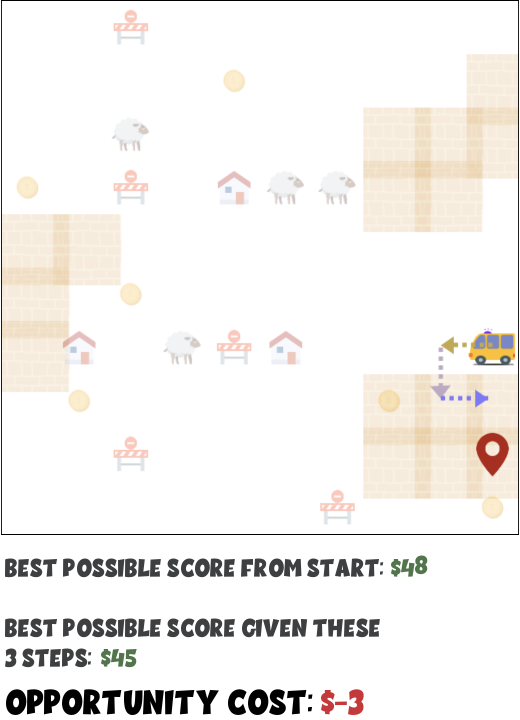 BEST POSSIBLE SCORE FROM START: $48
BEST POSSIBLE SCORE GIVEN THESE
3 STEPS: $45
OPPORTUNITY COST: $-3